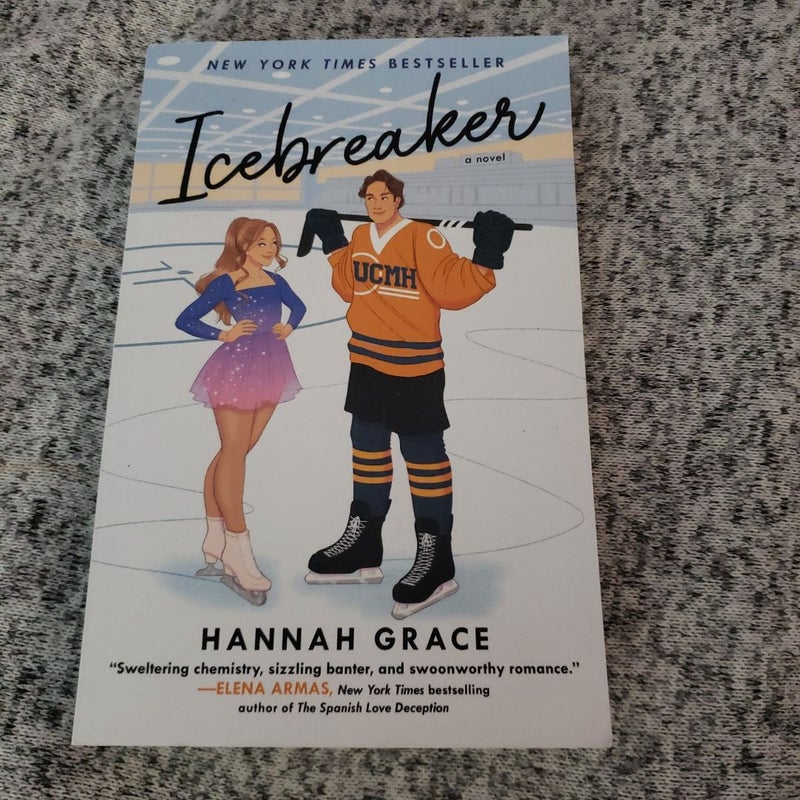 NEW YORK TIMES BESTSELLER
Icebreaker
a novel
UCMH
HANNAH GRACE
“Sweltering chemistry, sizzling banter, and swoonworthy romance.”
—ELENA ARMAS, New York Times bestselling
author of The Spanish Love Deception